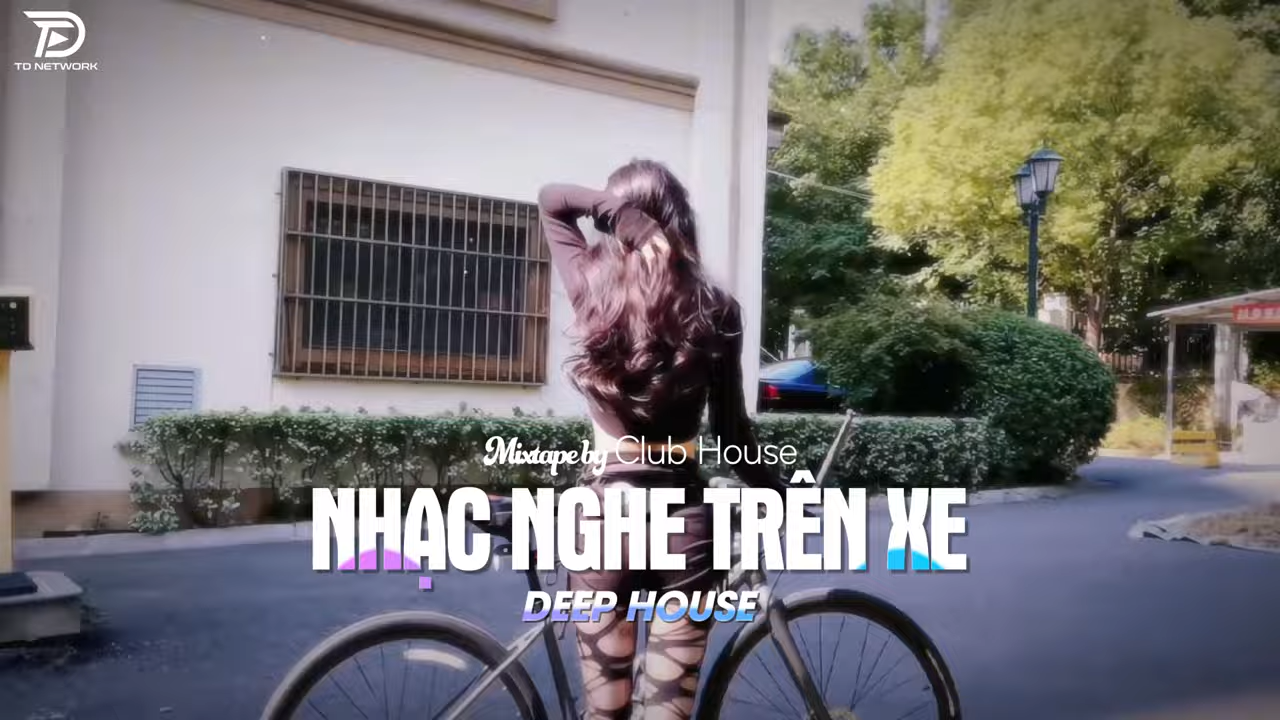 TD NETWORK
Mixtape by Club House
NHẠC NGHE TRÊN XE
DEEP HOUSE